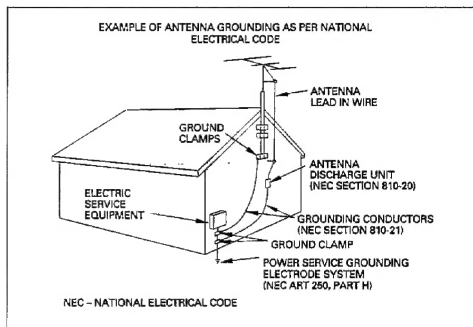 EXAMPLE OF ANTENNA GROUNDING AS PER NATIONAL
ELECTRICAL CODE
ANTENNA
LEAD IN WIRE
GROUND
CLAMPS
ANTENNA
DISCHARGE UNIT
(NEC SECTION 810-20)
ELECTRIC
SERVICE
EQUIPMENT
GROUNDING CONDUCTORS
(NEC SECTION 810-21)
GROUND CLAMP
POWER SERVICE GROUNDING
ELECTRODE SYSTEM
(NEC ART 250, PART H)
NEC – NATIONAL ELECTRICAL CODE